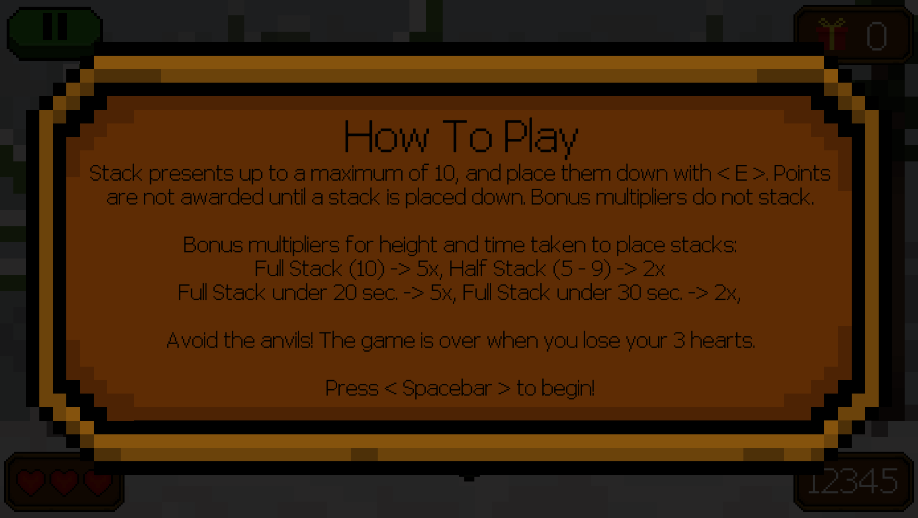 0
How To Play
Stack presents up to a maximum of 10, and place them down with < E >. Points
are not awarded until a stack is placed down. Bonus multipliers do not stack.
Bonus multipliers for height and time taken to place stacks:
Full Stack (10) -> 5x, Half Stack (5 - 9) -> 2x
Full Stack under 20 sec. -> 5x, Full Stack under 30 sec. -> 2x,
Avoid the anvils! The game is over when you lose your 3 hearts.
Press < Spacebar > to begin!
12345